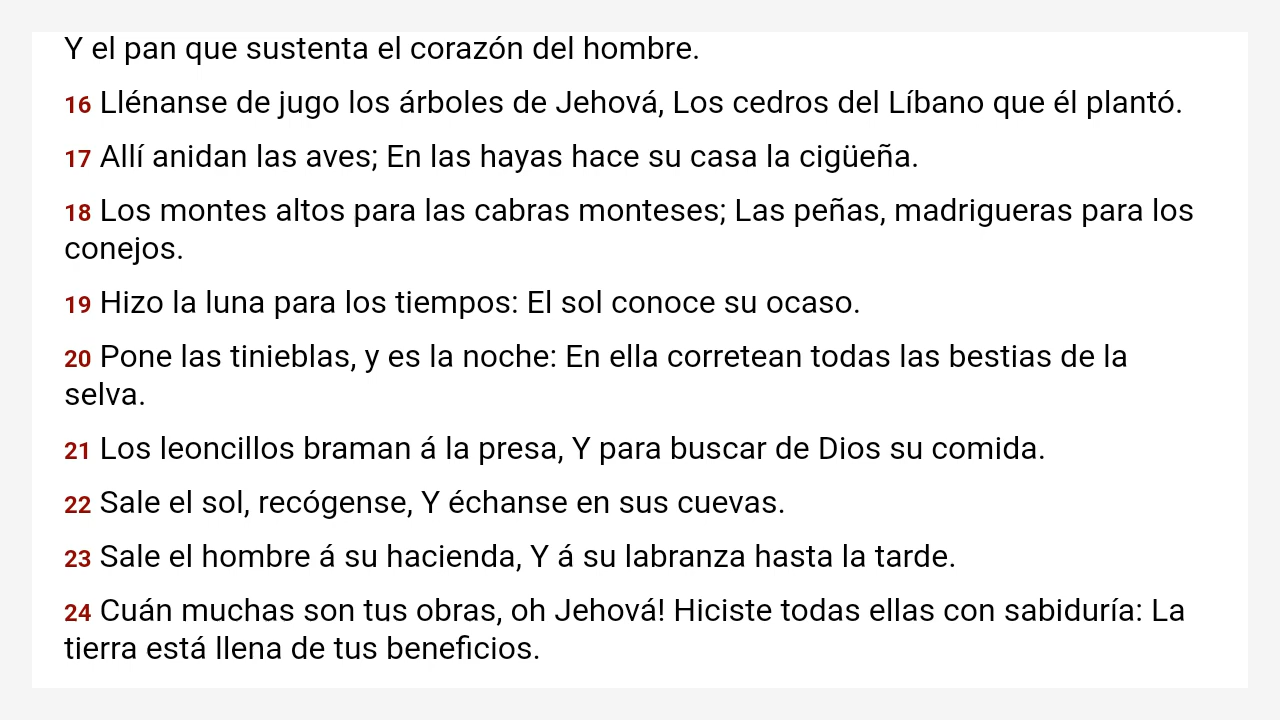 Y el pan que sustenta el corazón del hombre.
16 Llénanse de jugo los árboles de Jehová, Los cedros del Líbano que él plantó.
17 Allí anidan las aves; En las hayas hace su casa la cigüeña.
18 Los montes altos para las cabras monteses; Las peñas, madrigueras para los
conejos.
19 Hizo la luna para los tiempos: El sol conoce su ocaso.
20 Pone las tinieblas, y es la noche: En ella corretean todas las bestias de la
selva.
21 Los leoncillos braman á la presa, Y para buscar de Dios su comida.
22 Sale el sol, recógense, Y échanse en sus cuevas.
23 Sale el hombre á su hacienda, Y á su labranza hasta la tarde.
24 Cuán muchas son tus obras, oh Jehová! Hiciste todas ellas con sabiduría: La
tierra está llena de tus beneficios.